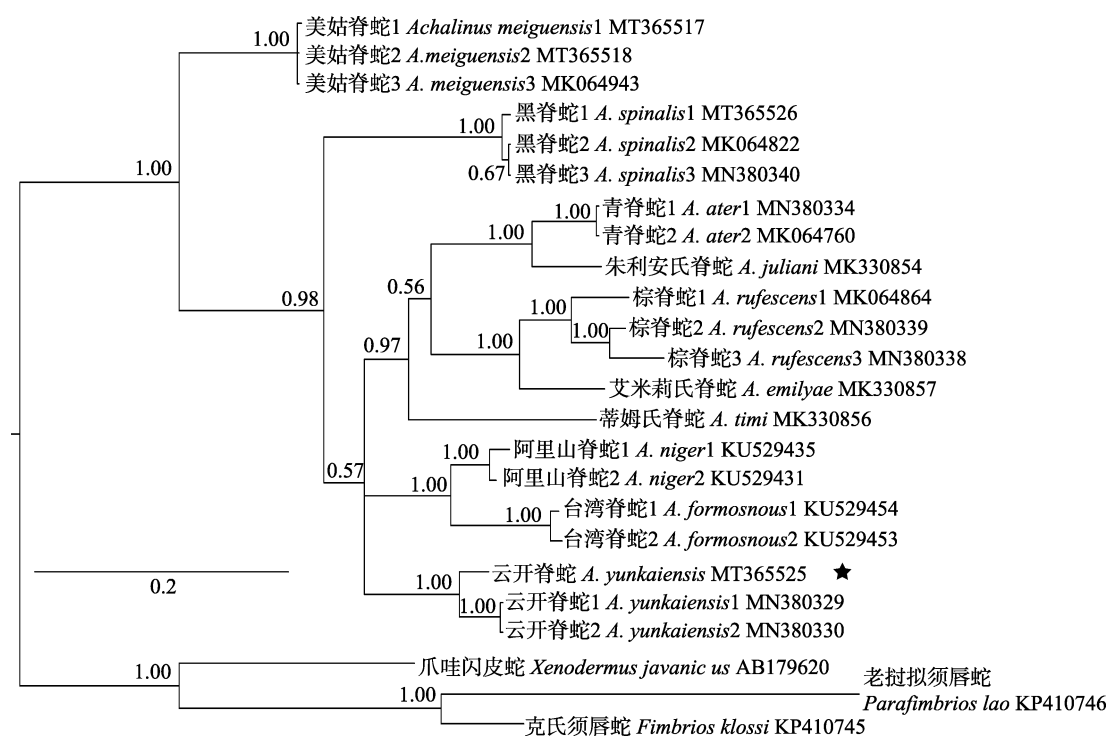 美姑脊蛇1 Achalinus meiguensis1 MT365517
1.00
美姑脊蛇2 A.meiguensis2 MT365518
美姑脊蛇3 A. meiguensis3 MK064943
黑脊蛇1 A. spinalis1 MT365526
1.00
黑脊蛇2 A. spinalis2 MK064822
1.00
0.67
黑脊蛇3 A. spinalis3 MN380340
青脊蛇1 A. ater1 MN380334
1.00
1.00
青脊蛇2 A. ater2 MK064760
朱利安氏脊蛇 A. juliani MK330854
0.56
棕脊蛇1 A. rufescens1 MK064864
0.98
1.00
棕脊蛇2 A. rufescens2 MN380339
1.00
0.97
1.00
棕脊蛇3 A. rufescens3 MN380338
艾米莉氏脊蛇 A. emilyae MK330857
蒂姆氏脊蛇 A. timi MK330856
阿里山脊蛇1 A. niger1 KU529435
1.00
0.57
阿里山脊蛇2 A. niger2 KU529431
1.00
台湾脊蛇1 A. formosnous1 KU529454
1.00
台湾脊蛇2 A. formosnous2 KU529453
云开脊蛇 A. yunkaiensis MT365525 ★
0.2
1.00
云开脊蛇1 A. yunkaiensis1 MN380329
1.00
云开脊蛇2 A. yunkaiensis2 MN380330
爪哇闪皮蛇 Xenodermus javanic us AB179620
1.00
老挝拟须唇蛇
1.00
Parafimbrios lao KP410746
克氏须唇蛇 Fimbrios klossi KP410745